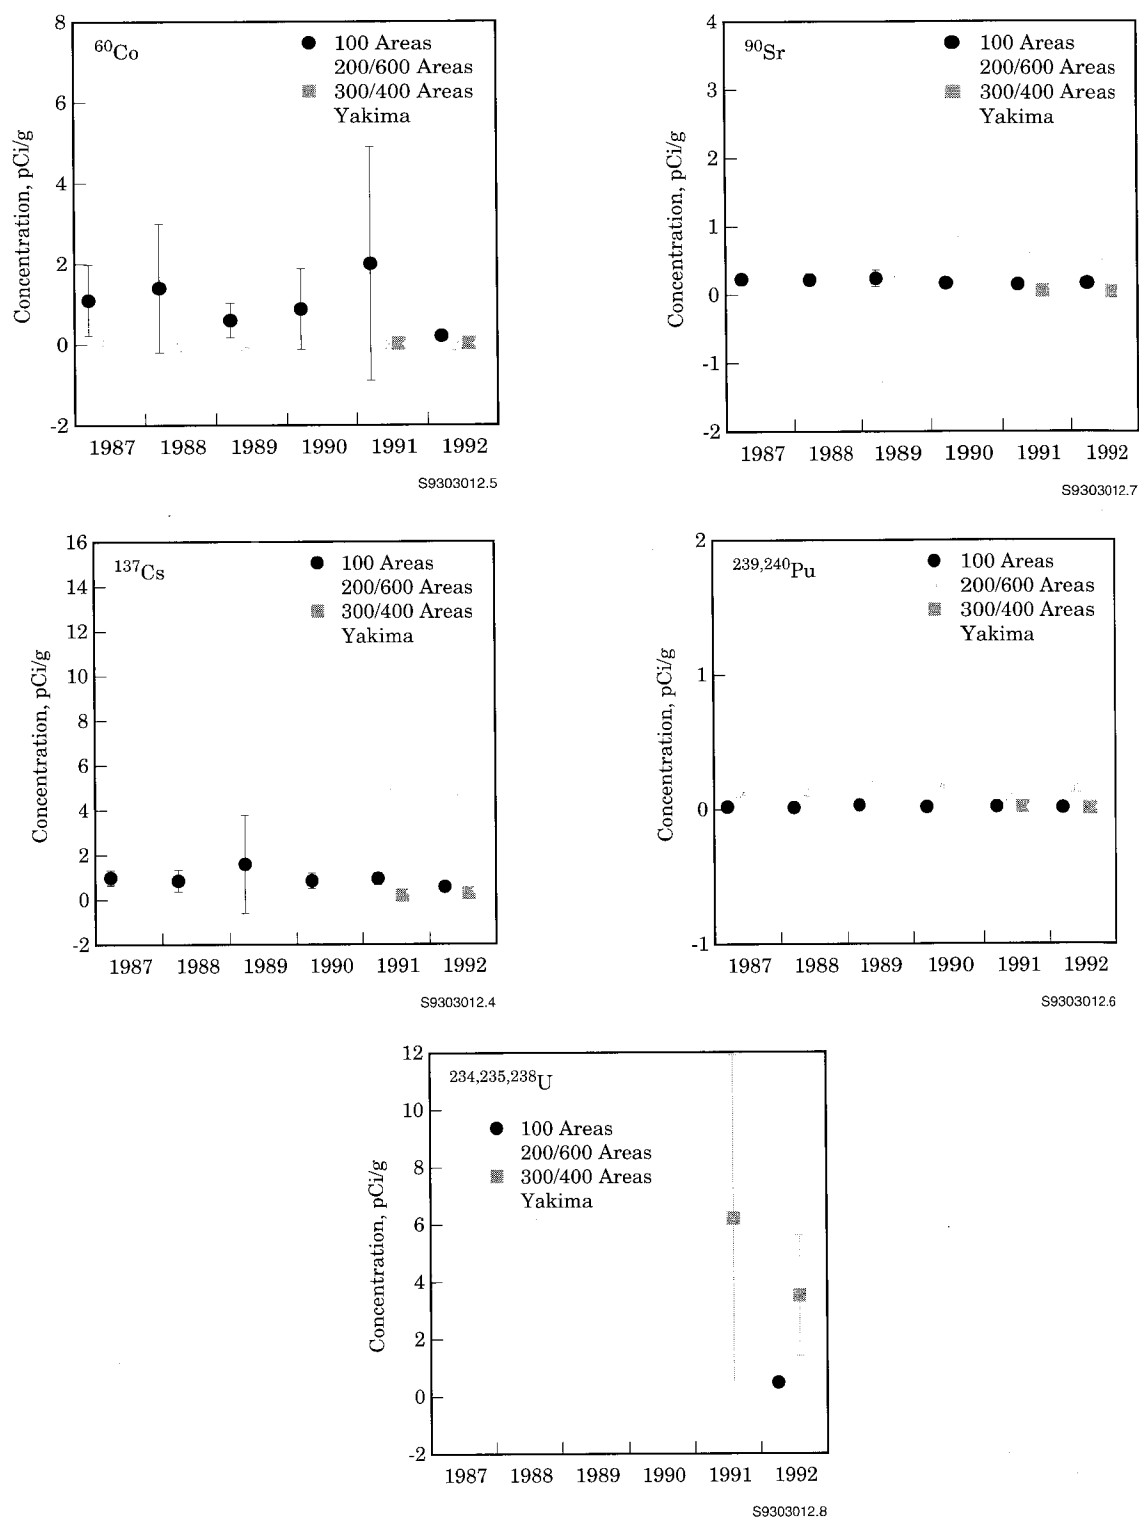 ⁶⁰Co
100 Areas
200/600 Areas
300/400 Areas
Yakima
8
6
4
2
0
-2
Concentration, pCi/g
1987 1988 1989 1990 1991 1992
S9303012.5
⁹⁰Sr
100 Areas
200/600 Areas
300/400 Areas
Yakima
4
3
2
1
0
-1
-2
Concentration, pCi/g
1987 1988 1989 1990 1991 1992
S9303012.7
¹³⁷Cs
100 Areas
200/600 Areas
300/400 Areas
Yakima
16
14
12
10
8
6
4
2
0
-2
Concentration, pCi/g
1987 1988 1989 1990 1991 1992
S9303012.4
²³⁹,²⁴⁰Pu
100 Areas
200/600 Areas
300/400 Areas
Yakima
2
1
0
-1
Concentration, pCi/g
1987 1988 1989 1990 1991 1992
S9303012.6
²³⁴,²³⁵,²³⁸U
100 Areas
200/600 Areas
300/400 Areas
Yakima
12
10
8
6
4
2
0
-2
Concentration, pCi/g
1987 1988 1989 1990 1991 1992
S9303012.8